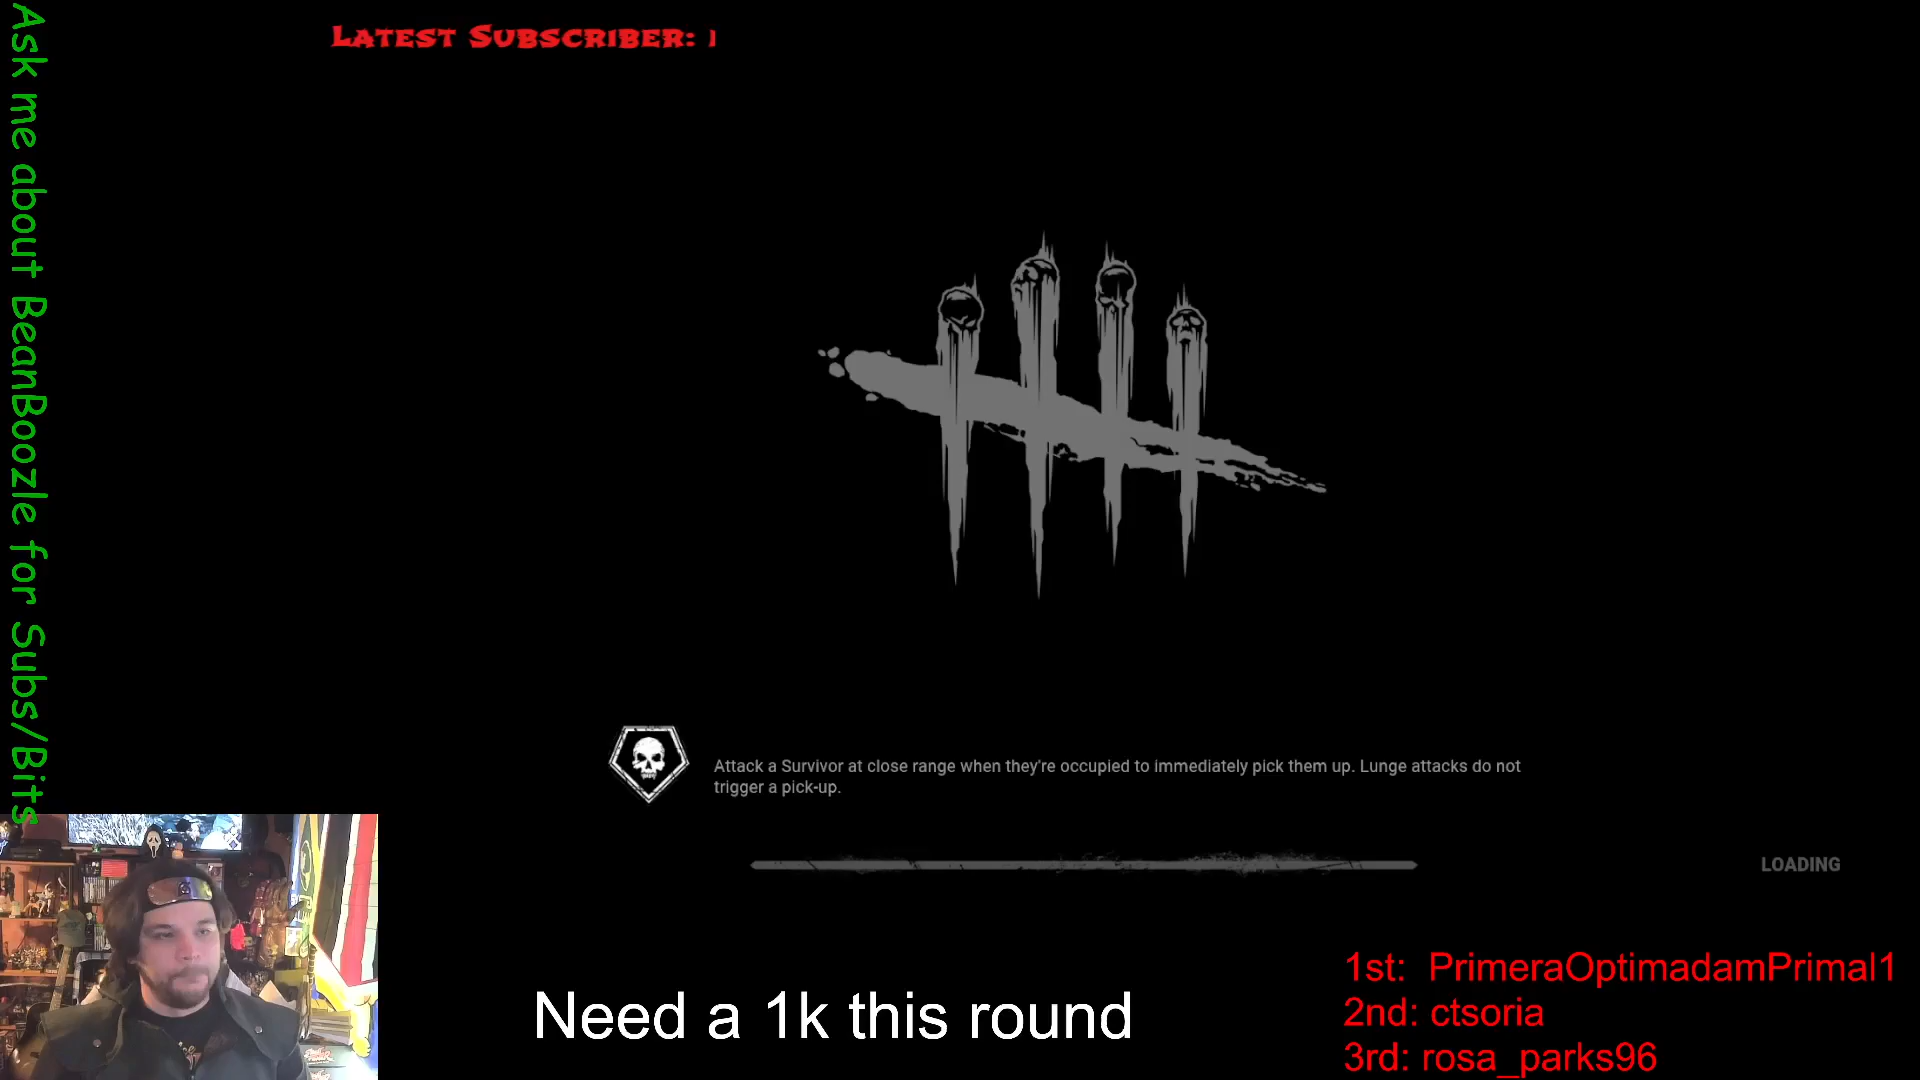 Latest Subscriber:
Ask me about BeanBoozle for Subs/Bits
Attack a Survivor at close range when they're occupied to immediately pick them up. Lunge attacks do not
trigger a pick-up.
LOADING
Need a 1k this round
1st: PrimeraOptimadamPrimal1
2nd: ctsoria
3rd: rosa_parks96